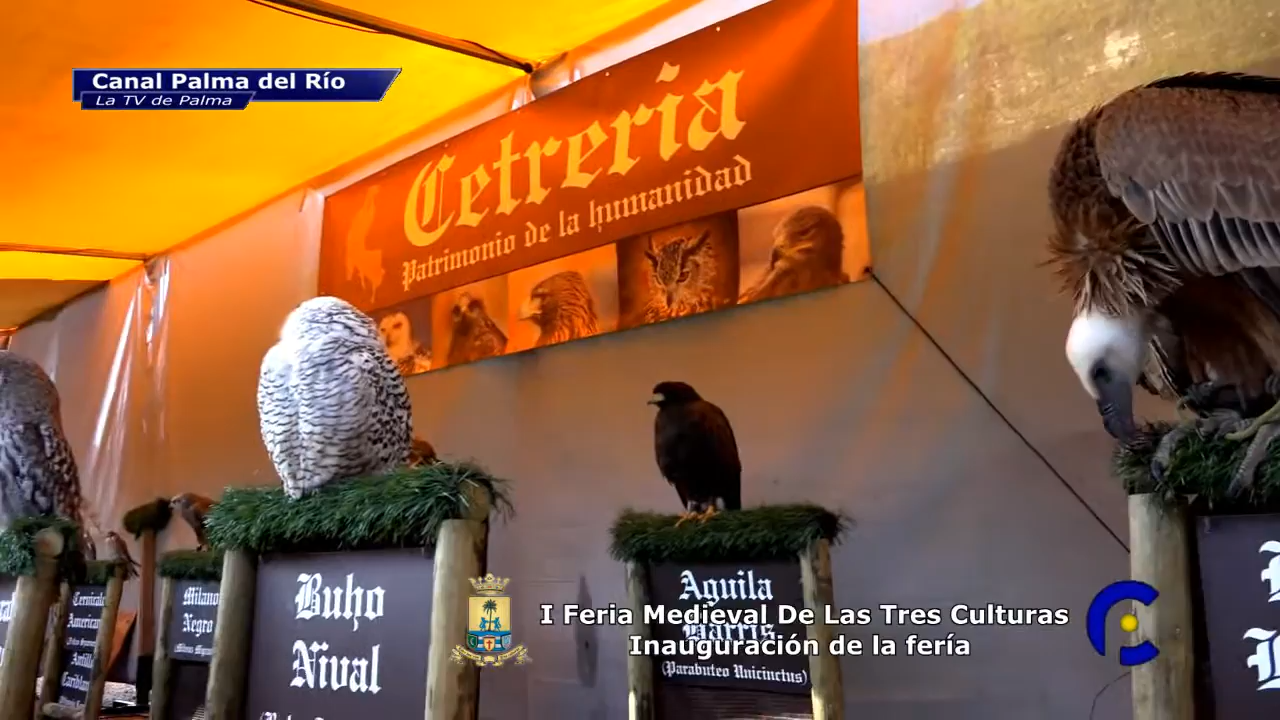 Canal Palma del Río
La TV de Palma
Cetreria
Patrimonio de la humanidad
Milano
Negro
Buho
Nival
Aguila
Harris
(Parabuteo Unicinctus)
I Feria Medieval De Las Tres Culturas
Inauguración de la fería